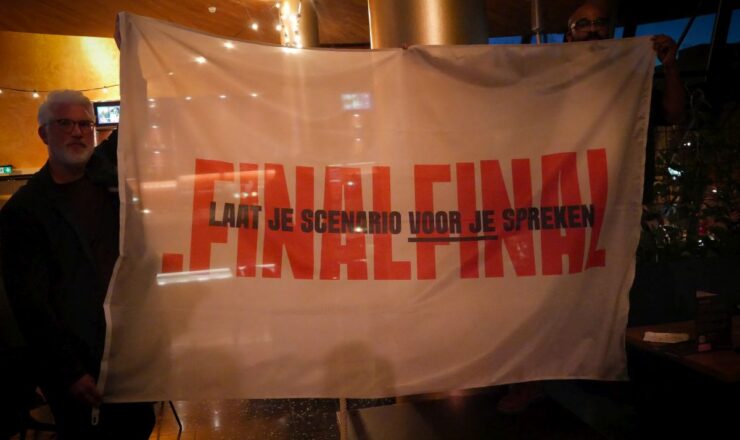 .FINALFINAL
LAAT JE SCENARIO VOOR JE SPREKEN